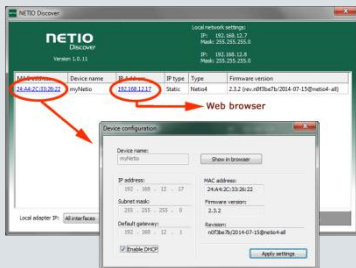 NETIO Discover
Local network settings:
IP: 192.168.12.7
Mask: 255.255.255.0
NETIO
Discover
Version 1.0.11
IP: 192.168.12.8
Mask: 255.255.255.0
MAC address Device name IP Address IP type Type Firmware version
24:A4:2C:33:26:22 myNetio 192.168.12.17 Static Netio4 2.3.2 (rev.n0f3be7b/2014-07-15@netio4-all)
Web browser
Device configuration
Device name:
myNetio
Show in browser
IP address:
192 . 168 . 12 . 17
MAC address:
24:A4:2C:33:26:22
Subnet mask:
255 . 255 . 255 . 0
Firmware version:
2.3.2
Default gateway:
192 . 168 . 12 . 1
Revision:
n0f3be7b/2014-07-15@netio4-all
Local adapter IP: All interfaces
Enable DHCP
Apply settings